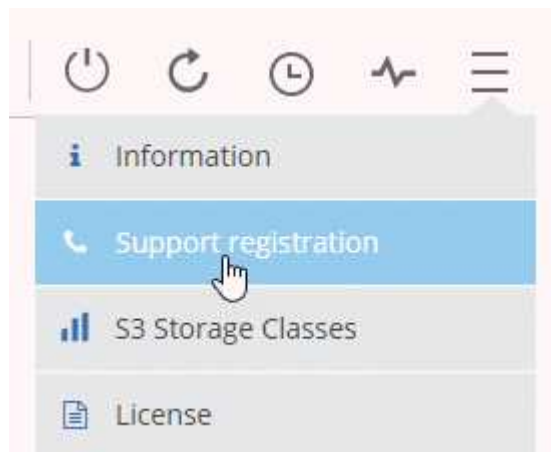 Information
Support registration
S3 Storage Classes
License